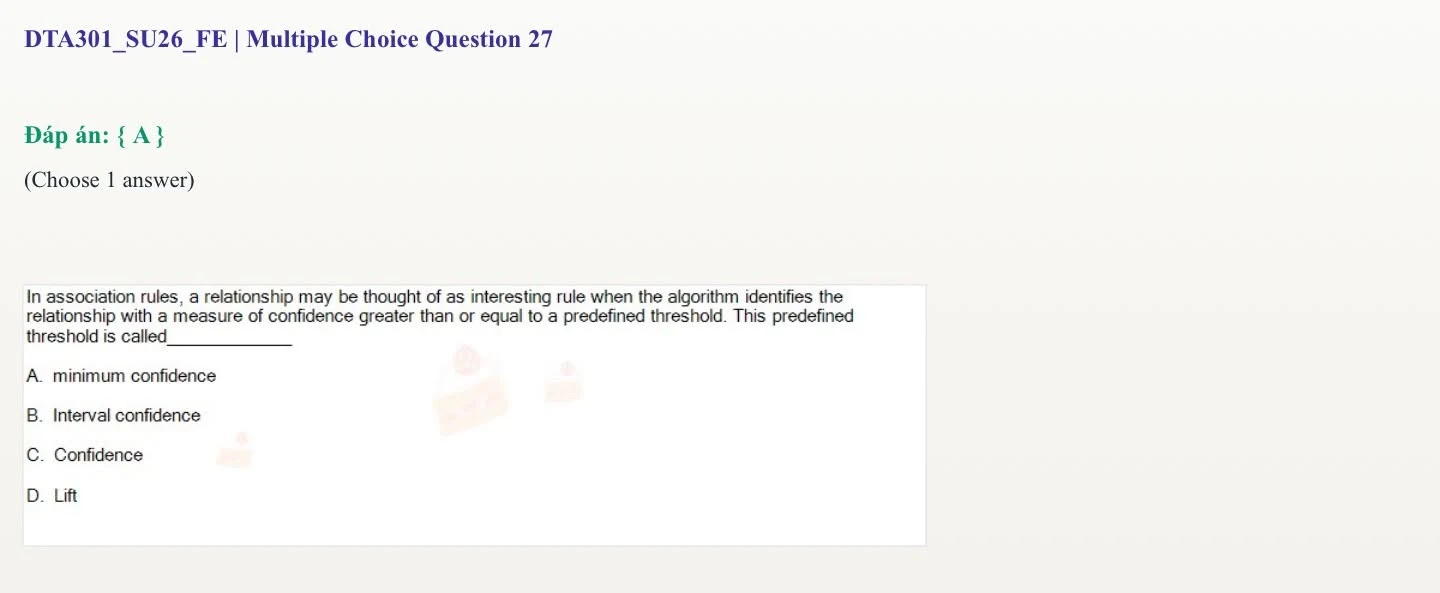 DTA301_SU26_FE | Multiple Choice Question 27
Đáp án: { A }
(Choose 1 answer)
In association rules, a relationship may be thought of as interesting rule when the algorithm identifies the
relationship with a measure of confidence greater than or equal to a predefined threshold. This predefined
threshold is called_____________
A. minimum confidence
B. Interval confidence
C. Confidence
D. Lift